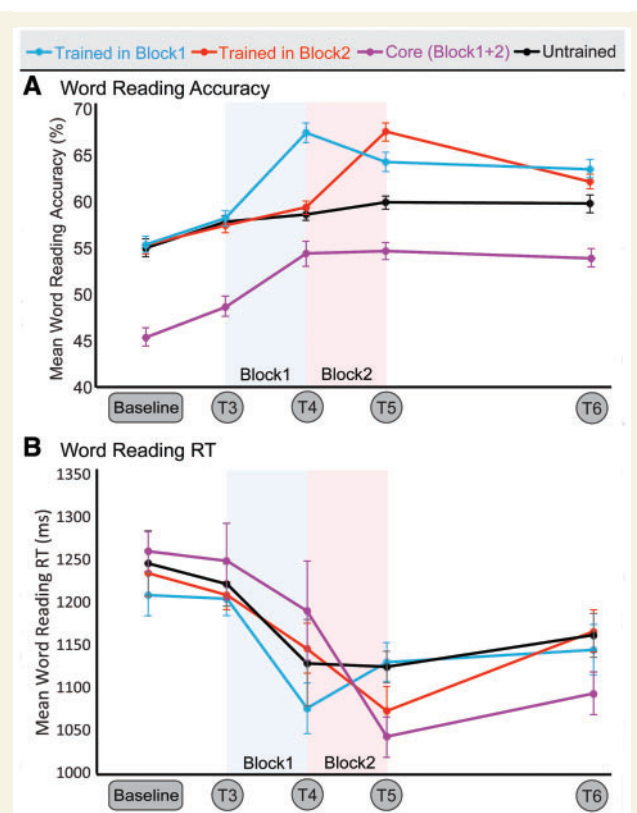 Trained in Block1 Trained in Block2 Core (Block1+2) Untrained
A Word Reading Accuracy
Mean Word Reading Accuracy (%)
70
65
60
55
50
45
40
Block1 Block2
Baseline T3 T4 T5 T6
B Word Reading RT
Mean Word Reading RT (ms)
1350
1300
1250
1200
1150
1100
1050
1000
Block1 Block2
Baseline T3 T4 T5 T6